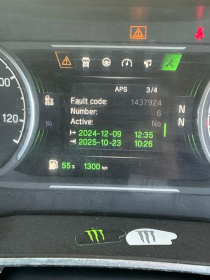 APS 3/4
Fault code: 1437924
Number: 6
Active: No
2024-12-09 12:35
2025-10-23 10:26
N
N
100
120
55% 1300 km